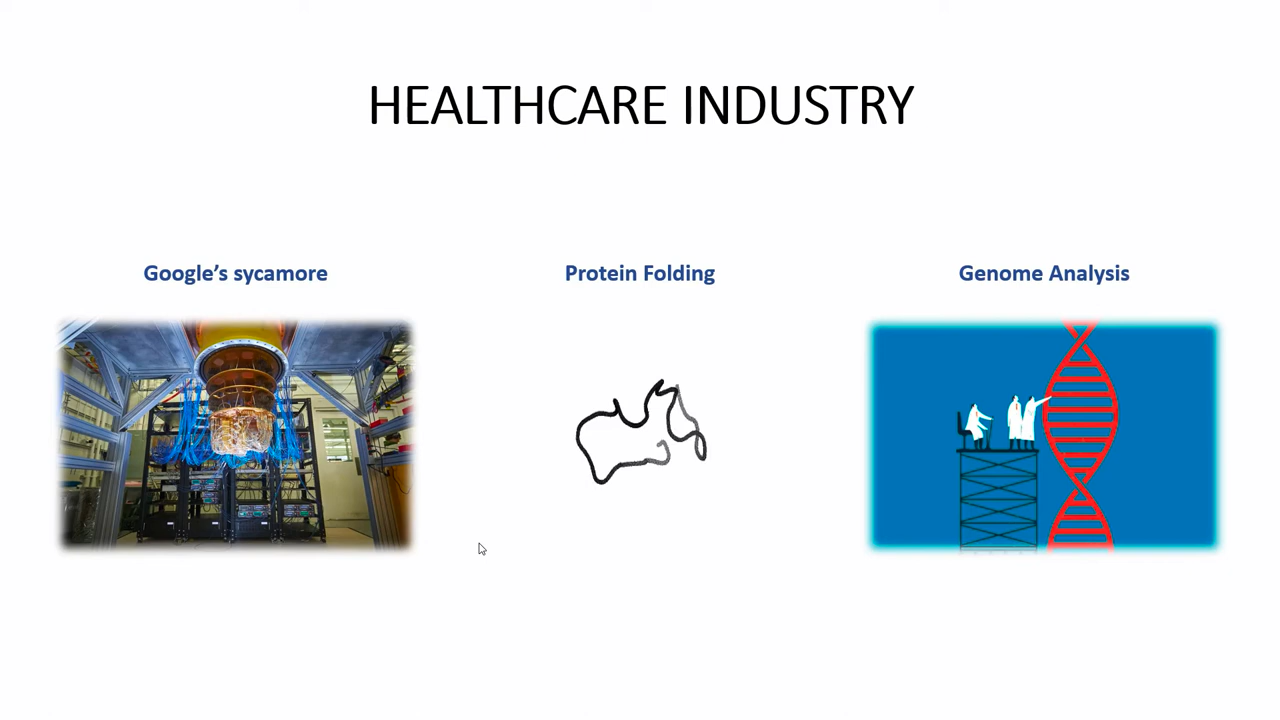 HEALTHCARE INDUSTRY
Google’s sycamore
Protein Folding
Genome Analysis